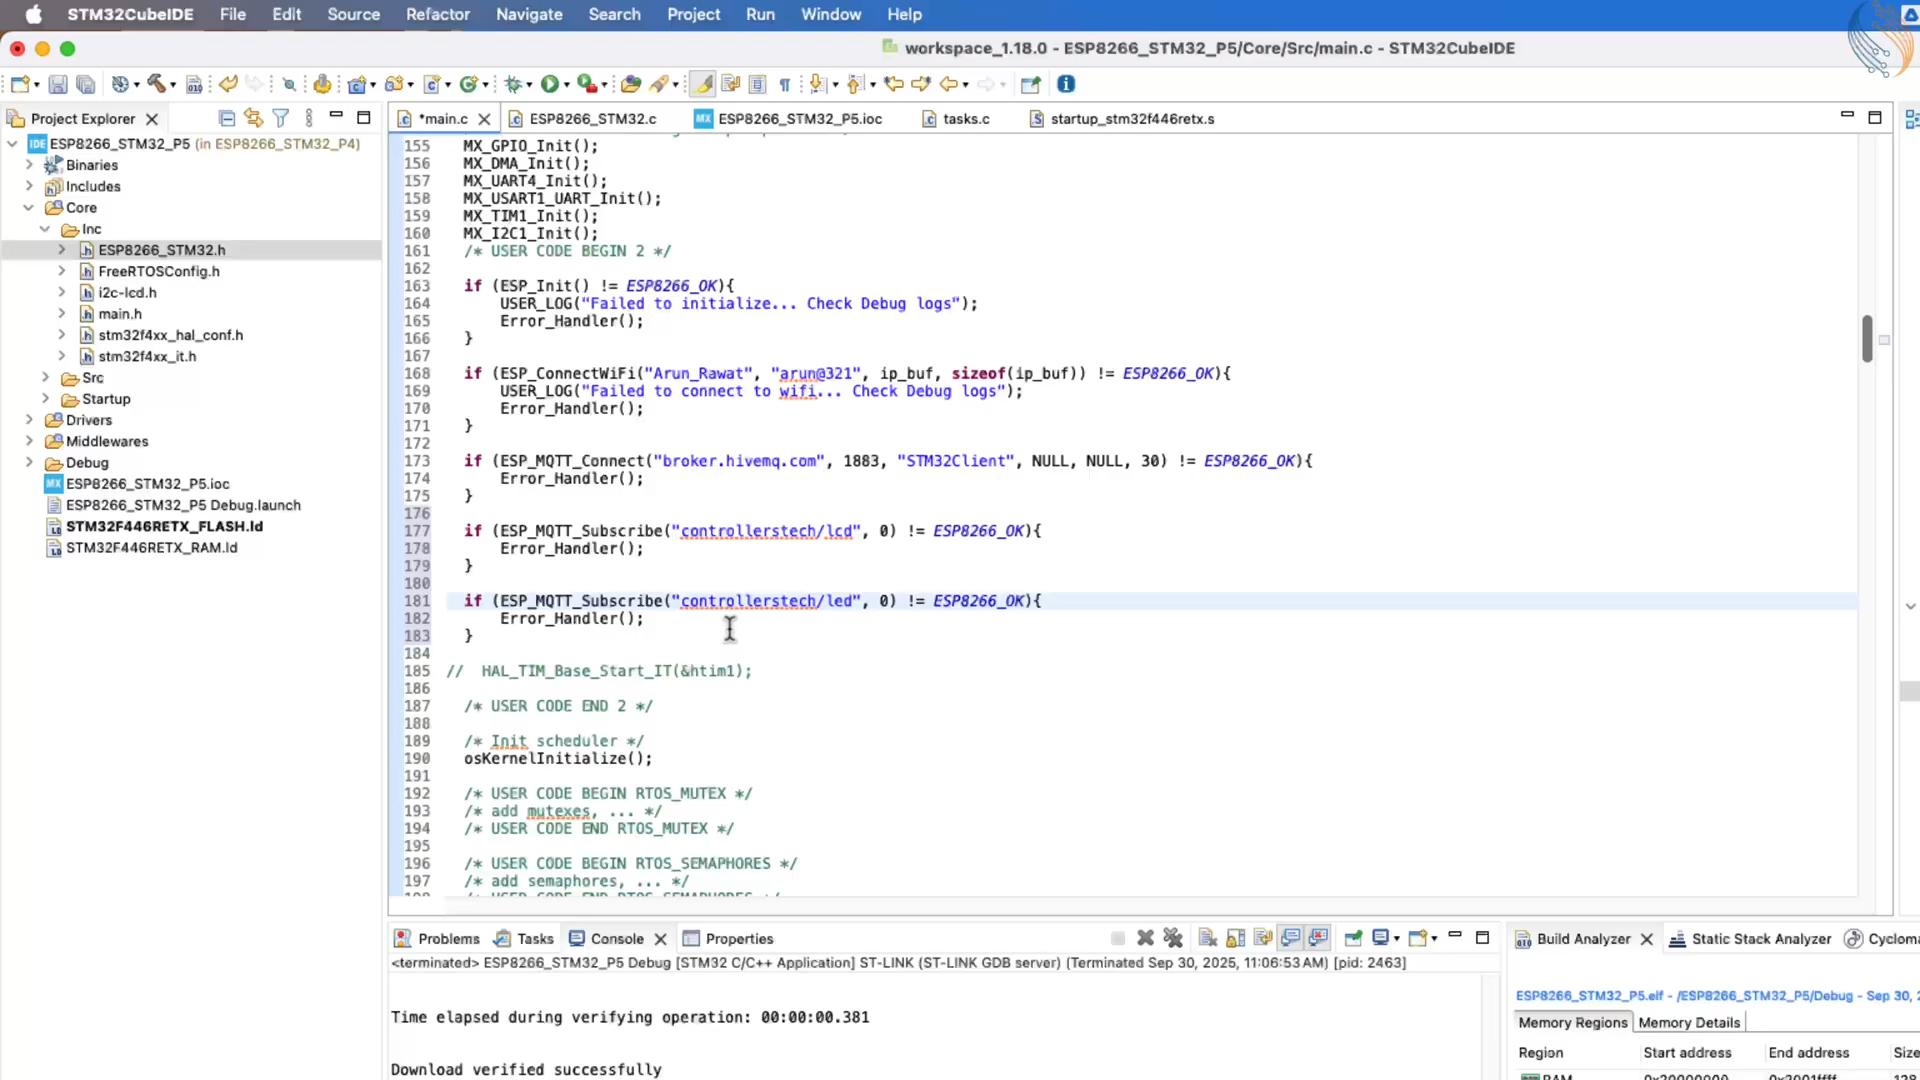 STM32CubeIDE File Edit Source Refactor Navigate Search Project Run Window Help
workspace_1.18.0 - ESP8266_STM32_P5/Core/Src/main.c - STM32CubeIDE
Project Explorer
ESP8266_STM32_P5 (in ESP8266_STM32_P4)
Binaries
Includes
Core
Inc
ESP8266_STM32.h
FreeRTOSConfig.h
i2c-lcd.h
main.h
stm32f4xx_hal_conf.h
stm32f4xx_it.h
Src
Startup
Drivers
Middlewares
Debug
ESP8266_STM32_P5.ioc
ESP8266_STM32_P5 Debug.launch
STM32F446RETX_FLASH.ld
STM32F446RETX_RAM.ld
*main.c ESP8266_STM32.c ESP8266_STM32_P5.ioc tasks.c startup_stm32f446retx.s
155 MX_GPIO_Init();
156 MX_DMA_Init();
157 MX_UART4_Init();
158 MX_USART1_UART_Init();
159 MX_TIM1_Init();
160 MX_I2C1_Init();
161 /* USER CODE BEGIN 2 */
162
163 if (ESP_Init() != ESP8266_OK){
164 USER_LOG("Failed to initialize... Check Debug logs");
165 Error_Handler();
166 }
167
168 if (ESP_ConnectWiFi("Arun_Rawat", "arun@321", ip_buf, sizeof(ip_buf)) != ESP8266_OK){
169 USER_LOG("Failed to connect to wifi... Check Debug logs");
170 Error_Handler();
171 }
172
173 if (ESP_MQTT_Connect("broker.hivemq.com", 1883, "STM32Client", NULL, NULL, 30) != ESP8266_OK){
174 Error_Handler();
175 }
176
177 if (ESP_MQTT_Subscribe("controllerstech/lcd", 0) != ESP8266_OK){
178 Error_Handler();
179 }
180
181 if (ESP_MQTT_Subscribe("controllerstech/led", 0) != ESP8266_OK){
182 Error_Handler();
183 }
184
185 // HAL_TIM_Base_Start_IT(&htim1);
186
187 /* USER CODE END 2 */
188
189 /* Init scheduler */
190 osKernelInitialize();
191
192 /* USER CODE BEGIN RTOS_MUTEX */
193 /* add mutexes, ... */
194 /* USER CODE END RTOS_MUTEX */
195
196 /* USER CODE BEGIN RTOS_SEMAPHORES */
197 /* add semaphores, ... */
Problems Tasks Console Properties
<terminated> ESP8266_STM32_P5 Debug [STM32 C/C++ Application] ST-LINK (ST-LINK GDB server) (Terminated Sep 30, 2025, 11:06:53 AM) [pid: 2463]
Time elapsed during verifying operation: 00:00:00.381
Download verified successfully
Build Analyzer Static Stack Analyzer Cycloma
ESP8266_STM32_P5.elf - /ESP8266_STM32_P5/Debug - Sep 30,
Memory Regions Memory Details
Region Start address End address Size